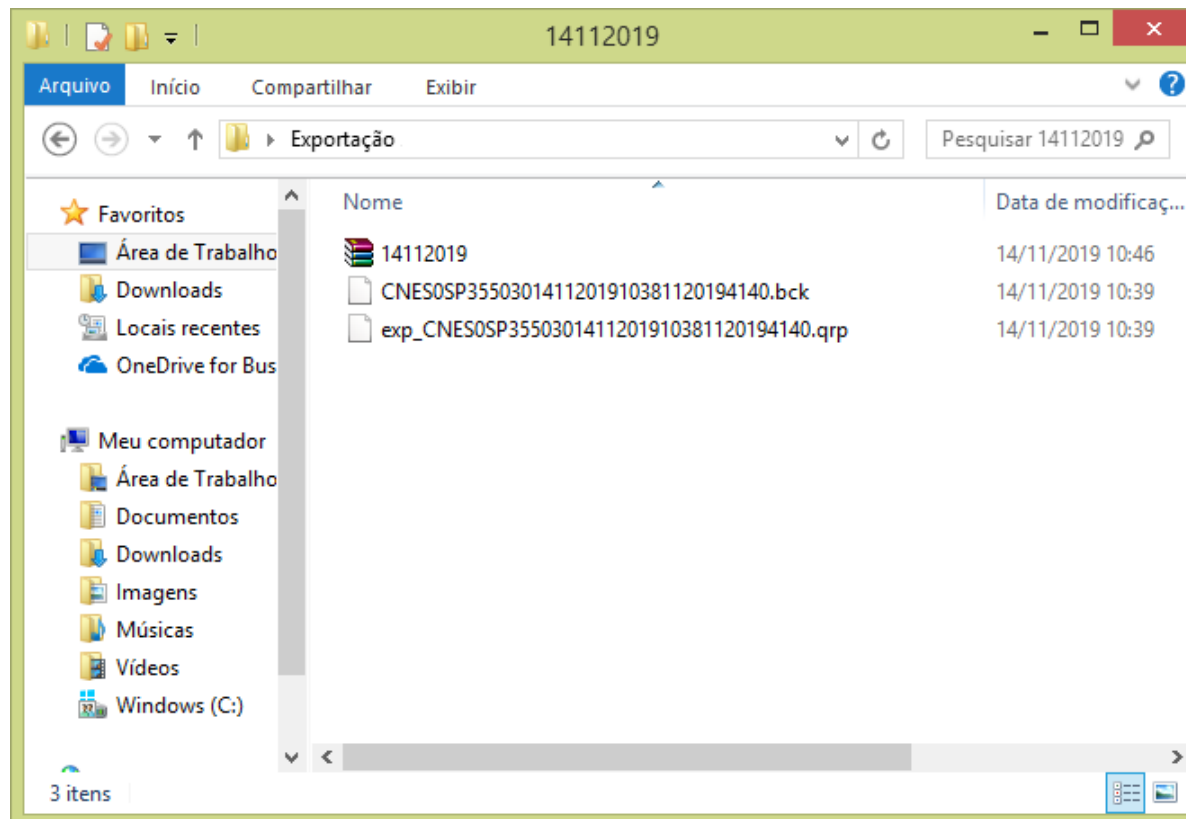 14112019
Arquivo Início Compartilhar Exibir
Exportação Pesquisar 14112019
Nome Data de modificaç...
Favoritos
Área de Trabalho 14112019 14/11/2019 10:46
Downloads CNES0SP3550301411201910381120194140.bck 14/11/2019 10:39
Locais recentes exp_CNES0SP3550301411201910381120194140.qrp 14/11/2019 10:39
OneDrive for Bus
Meu computador
Área de Trabalho
Documentos
Downloads
Imagens
Músicas
Vídeos
Windows (C:)
3 itens